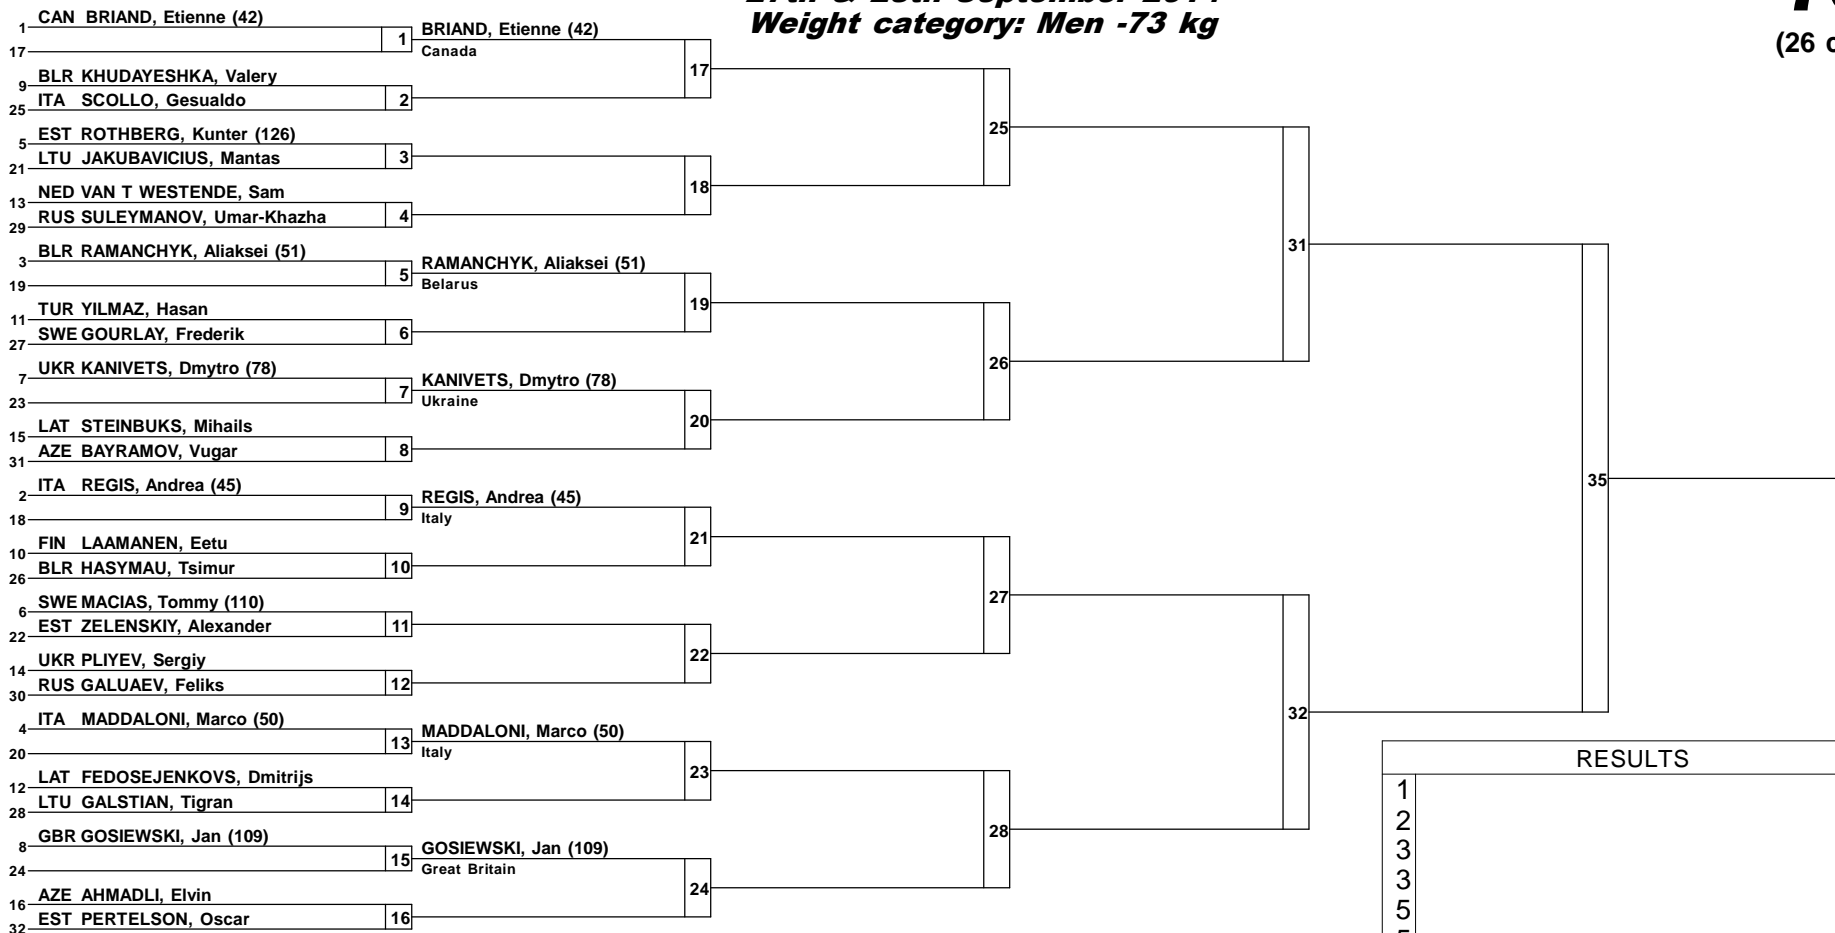 Weight category: Men -73 kg
(26 c
1 CAN BRIAND, Etienne (42)
17
1
BRIAND, Etienne (42)
Canada
9 BLR KHUDAYESHKA, Valery
25 ITA SCOLLO, Gesualdo
2
17
5 EST ROTHBERG, Kunter (126)
21 LTU JAKUBAVICIUS, Mantas
3
25
13 NED VAN T WESTENDE, Sam
29 RUS SULEYMANOV, Umar-Khazha
4
18
3 BLR RAMANCHYK, Aliaksei (51)
19
5
RAMANCHYK, Aliaksei (51)
Belarus
31
11 TUR YILMAZ, Hasan
27 SWE GOURLAY, Frederik
6
19
7 UKR KANIVETS, Dmytro (78)
23
7
KANIVETS, Dmytro (78)
Ukraine
26
15 LAT STEINBUKS, Mihails
31 AZE BAYRAMOV, Vugar
8
20
2 ITA REGIS, Andrea (45)
18
9
REGIS, Andrea (45)
Italy
35
10 FIN LAAMANEN, Eetu
26 BLR HASYMAU, Tsimur
10
21
6 SWE MACIAS, Tommy (110)
22 EST ZELENSKIY, Alexander
11
27
14 UKR PLIYEV, Sergiy
30 RUS GALUAEV, Feliks
12
22
4 ITA MADDALONI, Marco (50)
20
13
MADDALONI, Marco (50)
Italy
32
12 LAT FEDOSEJENKOVS, Dmitrijs
28 LTU GALSTIAN, Tigran
14
23
8 GBR GOSIEWSKI, Jan (109)
24
15
GOSIEWSKI, Jan (109)
Great Britain
28
16 AZE AHMADLI, Elvin
32 EST PERTELSON, Oscar
16
24
RESULTS
1
2
3
3
5